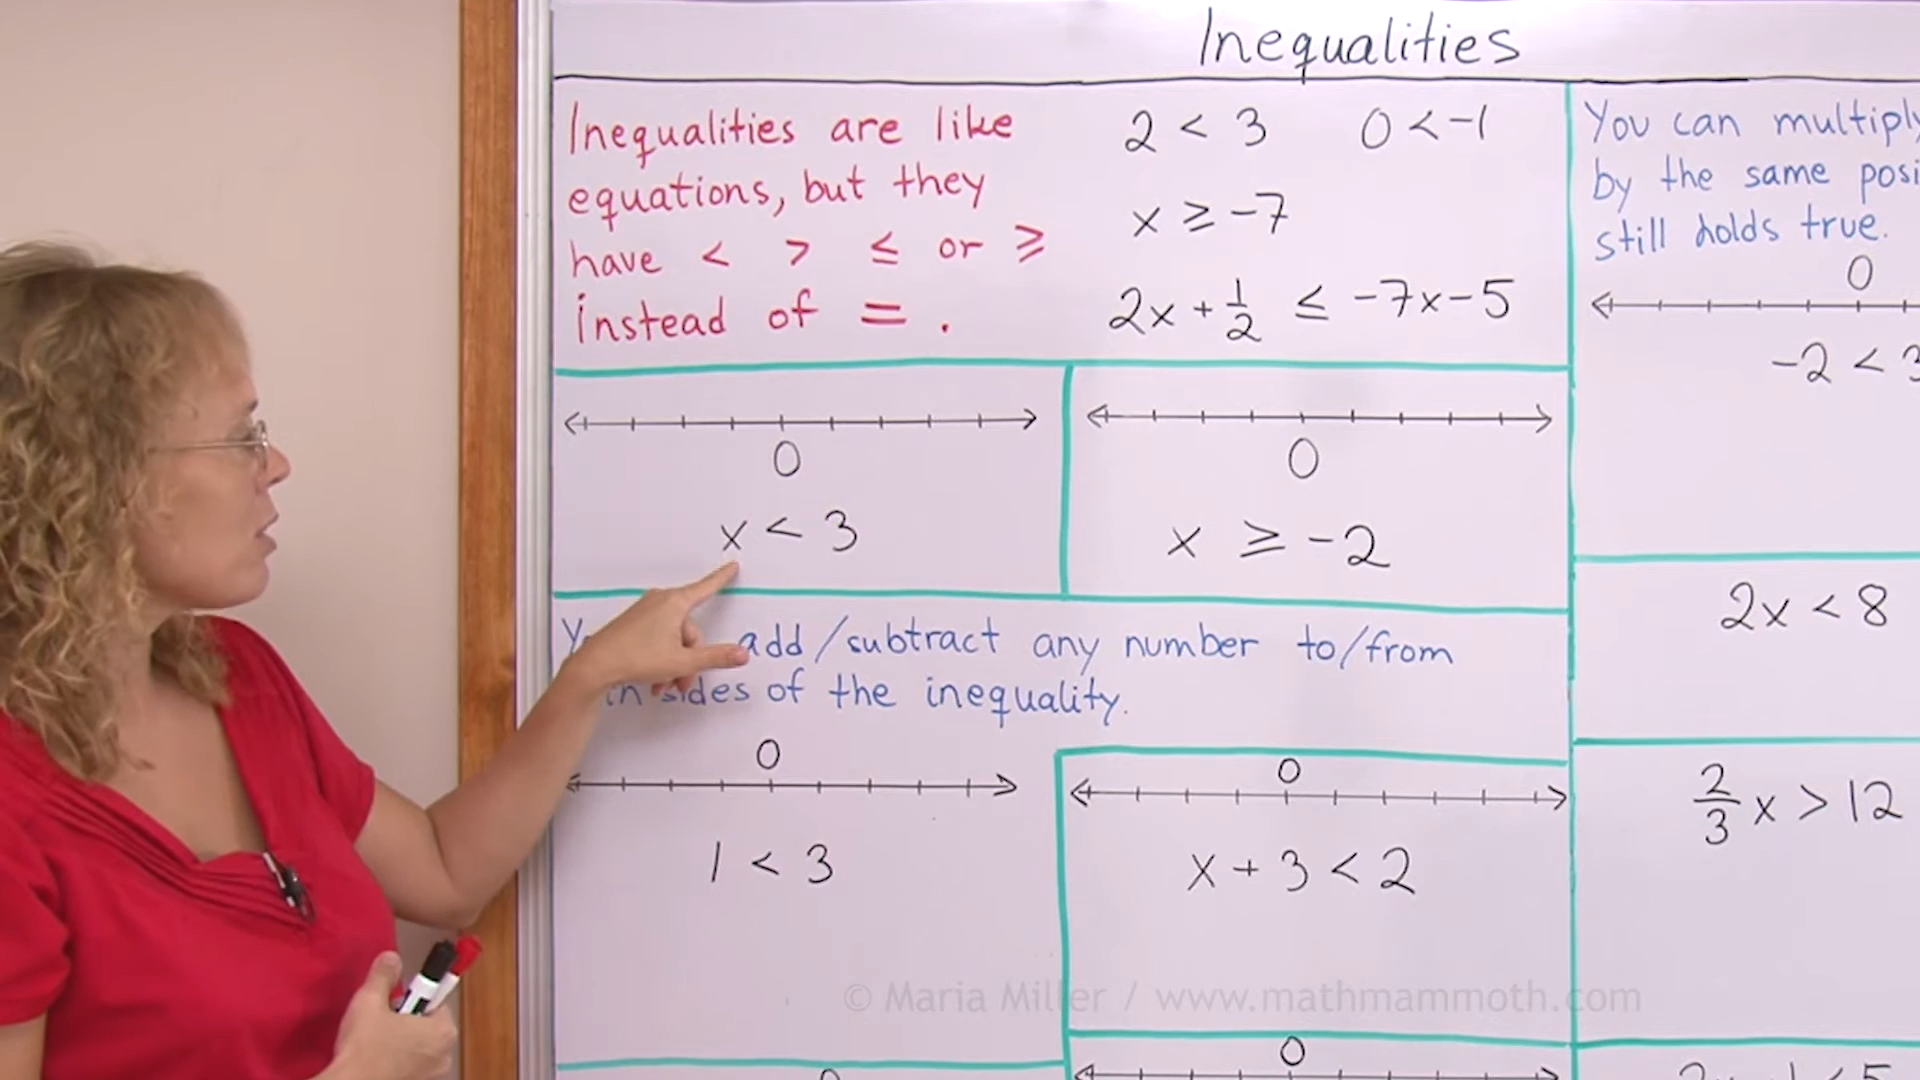 Inequalities
Inequalities are like
equations, but they
have < > ≤ or ≥
instead of = .
2 < 3 0 < -1
x ≥ -7
2x + 1/2 ≤ -7x - 5
0
x < 3
0
x ≥ -2
add/subtract any number to/from
sides of the inequality.
0
1 < 3
0
x + 3 < 2
0
You can multiply
by the same
still holds true.
0
-2 <
2x < 8
2/3 x > 12
© Maria Miller / www.mathmammoth.com